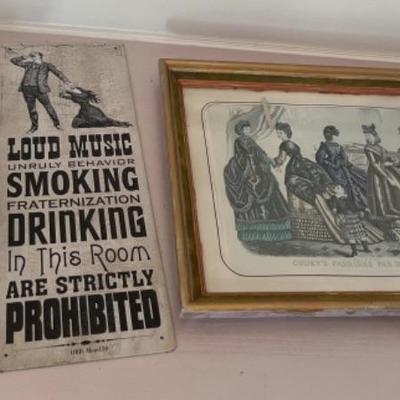 LOUD MUSIC
UNRULY BEHAVIOR
SMOKING
FRATERNIZATION
DRINKING
In This Room
ARE STRICTLY
PROHIBITED
GODEY'S FASHIONS FOR